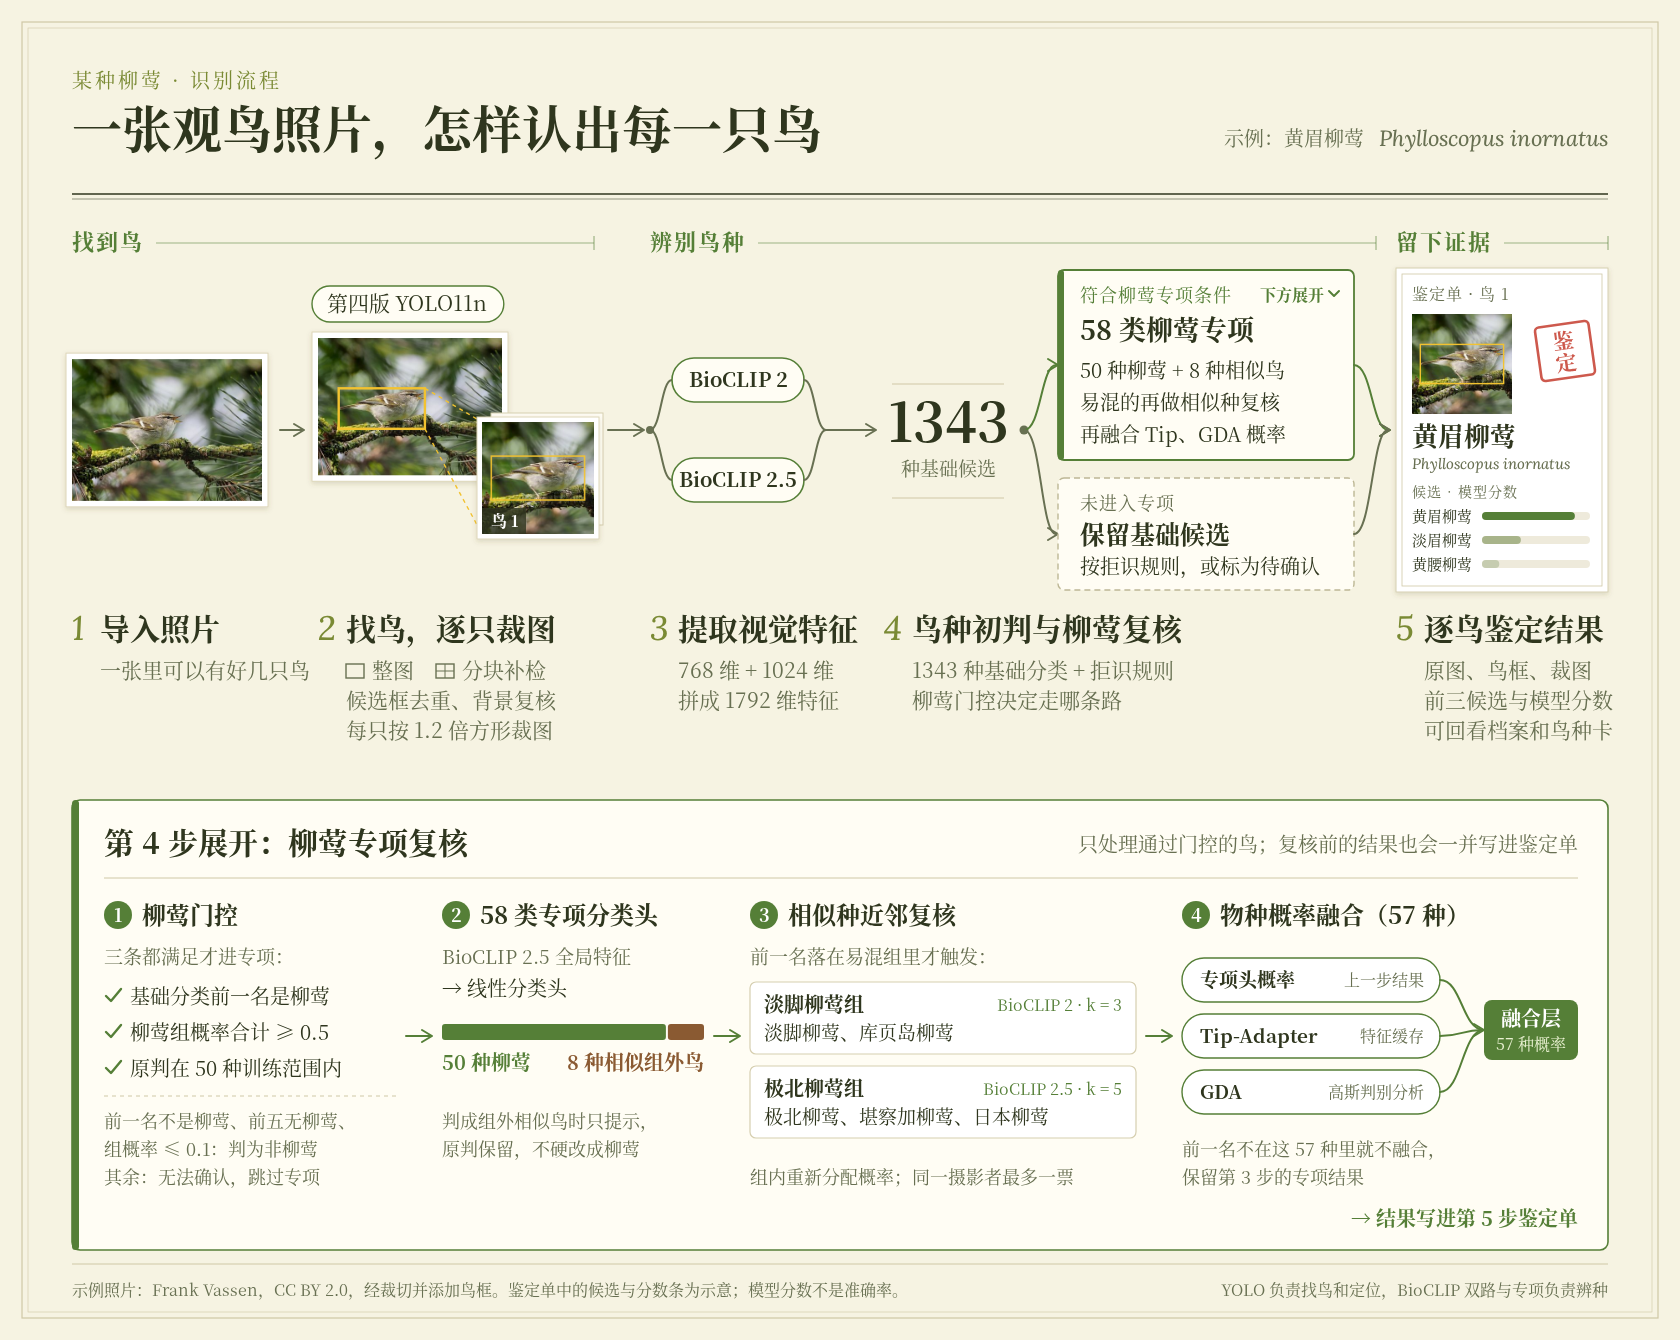 某种柳莺 · 识别流程
一张观鸟照片，怎样认出每一只鸟
示例：黄眉柳莺 Phylloscopus inornatus
找到鸟
辨别鸟种
留下证据
第四版 YOLO11n
鸟 1
BioCLIP 2
BioCLIP 2.5
1343
种基础候选
符合柳莺专项条件 下方展开
58 类柳莺专项
50 种柳莺 + 8 种相似鸟
易混的再做相似种复核
再融合 Tip、GDA 概率
未进入专项
保留基础候选
按拒识规则，或标为待确认
鉴定单 · 鸟 1
鉴定
黄眉柳莺
Phylloscopus inornatus
候选 · 模型分数
黄眉柳莺
淡眉柳莺
黄腰柳莺
1 导入照片
一张里可以有好几只鸟
2 找鸟，逐只裁图
整图 分块补检
候选框去重、背景复核
每只按 1.2 倍方形裁图
3 提取视觉特征
768 维 + 1024 维
拼成 1792 维特征
4 鸟种初判与柳莺复核
1343 种基础分类 + 拒识规则
柳莺门控决定走哪条路
5 逐鸟鉴定结果
原图、鸟框、裁图
前三候选与模型分数
可回看档案和鸟种卡
第 4 步展开：柳莺专项复核
只处理通过门控的鸟；复核前的结果也会一并写进鉴定单
1 柳莺门控
三条都满足才进专项：
基础分类前一名是柳莺
柳莺组概率合计 ≥ 0.5
原判在 50 种训练范围内
前一名不是柳莺、前五无柳莺、
组概率 ≤ 0.1：判为非柳莺
其余：无法确认，跳过专项
2 58 类专项分类头
BioCLIP 2.5 全局特征
→ 线性分类头
50 种柳莺 8 种相似组外鸟
判成组外相似鸟时只提示，
原判保留，不硬改成柳莺
3 相似种近邻复核
前一名落在易混组里才触发：
淡脚柳莺组 BioCLIP 2 · k = 3
淡脚柳莺、库页岛柳莺
极北柳莺组 BioCLIP 2.5 · k = 5
极北柳莺、堪察加柳莺、日本柳莺
组内重新分配概率；同一摄影者最多一票
4 物种概率融合（57 种）
专项头概率 上一步结果
Tip-Adapter 特征缓存
GDA 高斯判别分析
融合层
57 种概率
前一名不在这 57 种里就不融合，
保留第 3 步的专项结果
→ 结果写进第 5 步鉴定单
示例照片：Frank Vassen，CC BY 2.0，经裁切并添加鸟框。鉴定单中的候选与分数条为示意；模型分数不是准确率。
YOLO 负责找鸟和定位，BioCLIP 双路与专项负责辨种